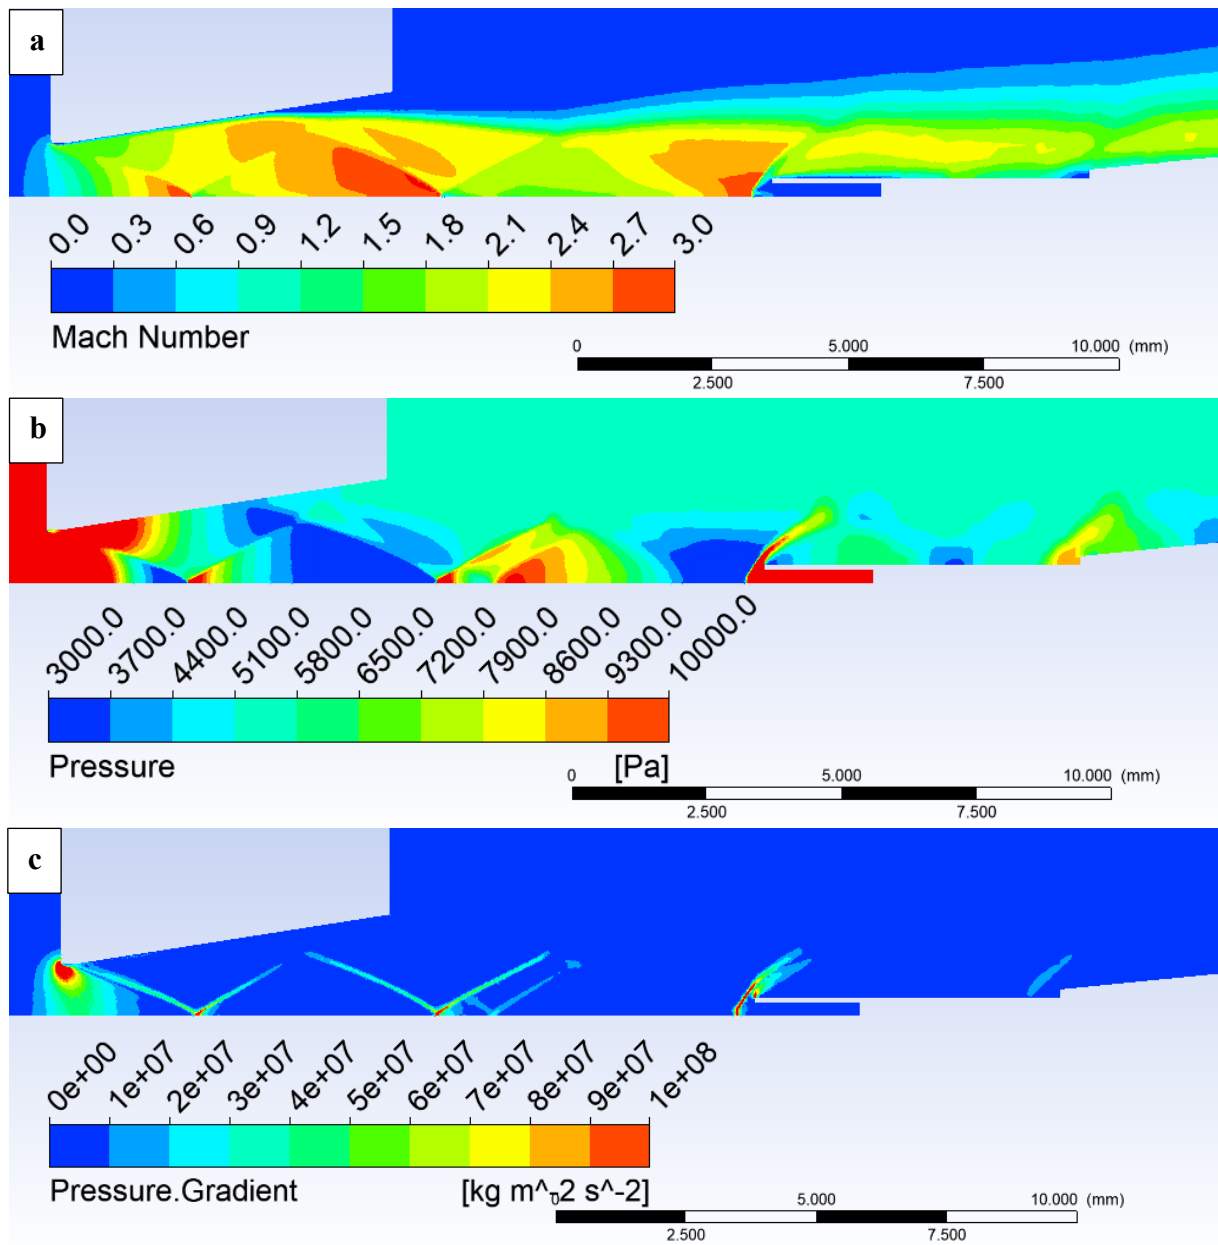 a
0.0 0.3 0.6 0.9 1.2 1.5 1.8 2.1 2.4 2.7 3.0
Mach Number
0 5.000 10.000 (mm)
2.500 7.500
b
3000.0 3700.0 4400.0 5100.0 5800.0 6500.0 7200.0 7900.0 8600.0 9300.0 10000.0
Pressure [Pa]
0 5.000 10.000 (mm)
2.500 7.500
c
0e+00 1e+07 2e+07 3e+07 4e+07 5e+07 6e+07 7e+07 8e+07 9e+07 1e+08
Pressure.Gradient [kg m^-2 s^-2]
0 5.000 10.000 (mm)
2.500 7.500